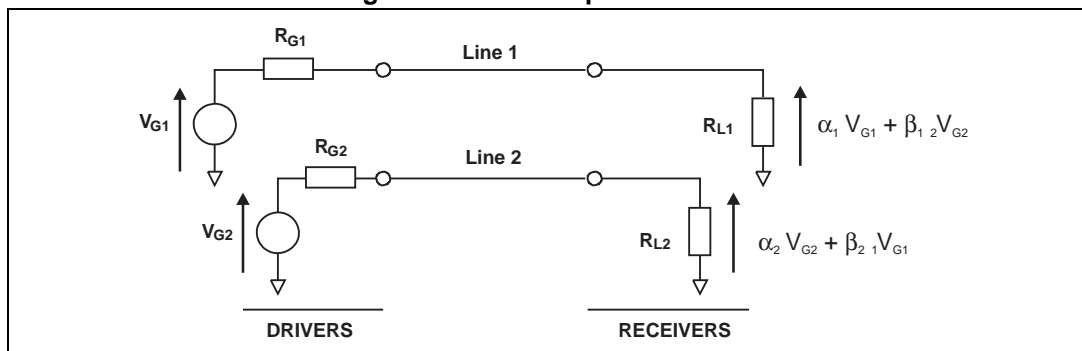 R_G1
Line 1
V_G1
R_L1
α₁ V_G1 + β₁ ₂V_G2
R_G2
Line 2
V_G2
R_L2
α₂ V_G2 + β₂ ₁V_G1
DRIVERS
RECEIVERS